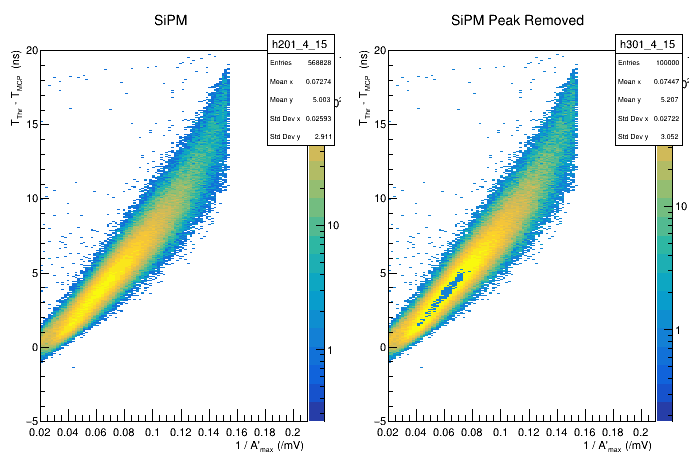 SiPM
h201_4_15
Entries 568828
Mean x 0.07274
Mean y 5.003
Std Dev x 0.02593
Std Dev y 2.911
T_Thr - T_MCP (ns)
20
15
10
5
0
−5
0.02 0.04 0.06 0.08 0.1 0.12 0.14 0.16 0.18 0.2
1 / A'_max (/mV)
10
1
SiPM Peak Removed
h301_4_15
Entries 100000
Mean x 0.07447
Mean y 5.207
Std Dev x 0.02722
Std Dev y 3.052
T_Thr - T_MCP (ns)
20
15
10
5
0
−5
0.02 0.04 0.06 0.08 0.1 0.12 0.14 0.16 0.18 0.2
1 / A'_max (/mV)
10
1